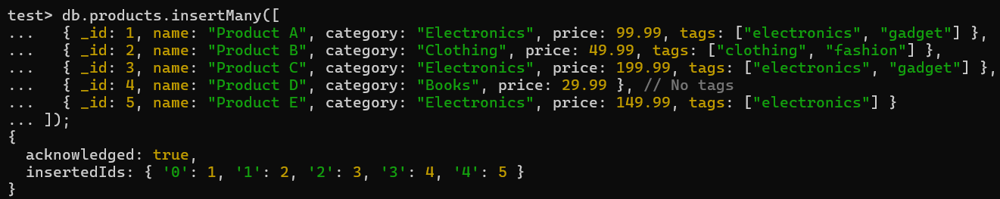 test> db.products.insertMany([
...   { _id: 1, name: "Product A", category: "Electronics", price: 99.99, tags: ["electronics", "gadget"] },
...   { _id: 2, name: "Product B", category: "Clothing", price: 49.99, tags: ["clothing", "fashion"] },
...   { _id: 3, name: "Product C", category: "Electronics", price: 199.99, tags: ["electronics", "gadget"] },
...   { _id: 4, name: "Product D", category: "Books", price: 29.99 }, // No tags
...   { _id: 5, name: "Product E", category: "Electronics", price: 149.99, tags: ["electronics"] }
... ]);
{
  acknowledged: true,
  insertedIds: { '0': 1, '1': 2, '2': 3, '3': 4, '4': 5 }
}